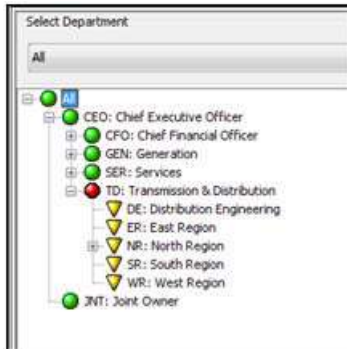 Select Department
All
All
CEO: Chief Executive Officer
CFO: Chief Financial Officer
GEN: Generation
SER: Services
TD: Transmission & Distribution
DE: Distribution Engineering
ER: East Region
NR: North Region
SR: South Region
WR: West Region
JNT: Joint Owner